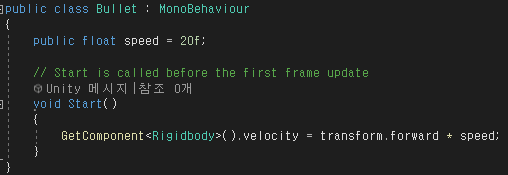 public class Bullet : MonoBehaviour
{
public float speed = 20f;
// Start is called before the first frame update
Unity 메시지|참조 0개
void Start()
{
GetComponent<Rigidbody>().velocity = transform.forward * speed;
}
}